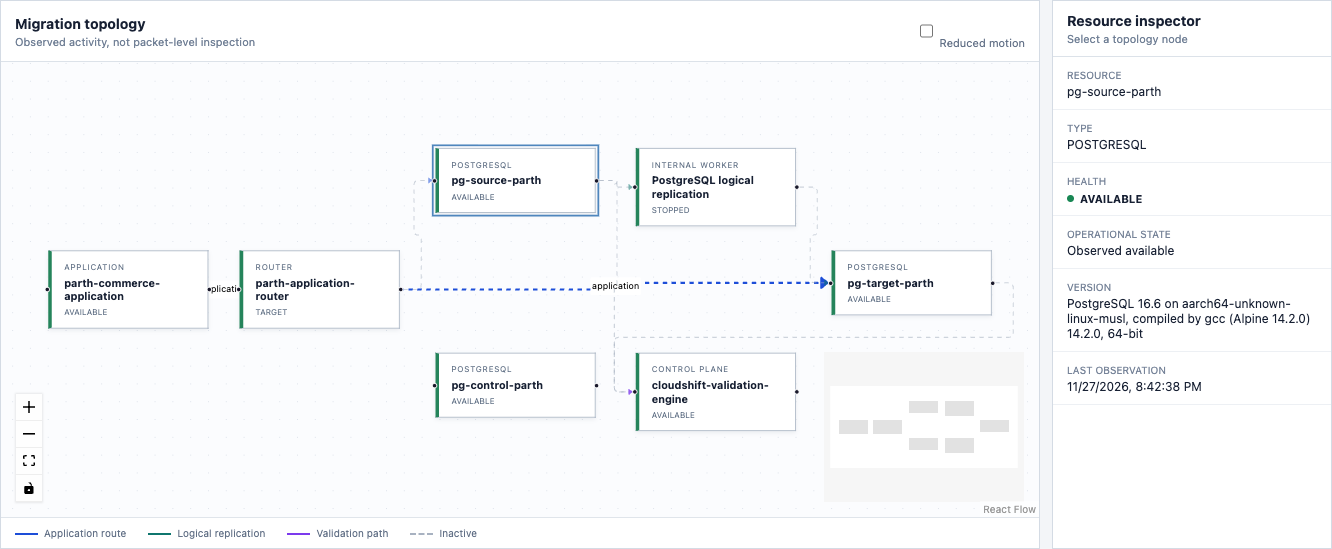 Migration topology
Observed activity, not packet-level inspection
Reduced motion
POSTGRESQL
pg-source-parth
AVAILABLE
INTERNAL WORKER
PostgreSQL logical
replication
STOPPED
APPLICATION
parth-commerce-
application
AVAILABLE
plicati
ROUTER
parth-application-
router
TARGET
application
POSTGRESQL
pg-target-parth
AVAILABLE
POSTGRESQL
pg-control-parth
AVAILABLE
CONTROL PLANE
cloudshift-validation-
engine
AVAILABLE
React Flow
Application route
Logical replication
Validation path
Inactive
Resource inspector
Select a topology node
RESOURCE
pg-source-parth
TYPE
POSTGRESQL
HEALTH
AVAILABLE
OPERATIONAL STATE
Observed available
VERSION
PostgreSQL 16.6 on aarch64-unknown-
linux-musl, compiled by gcc (Alpine 14.2.0)
14.2.0, 64-bit
LAST OBSERVATION
11/27/2026, 8:42:38 PM